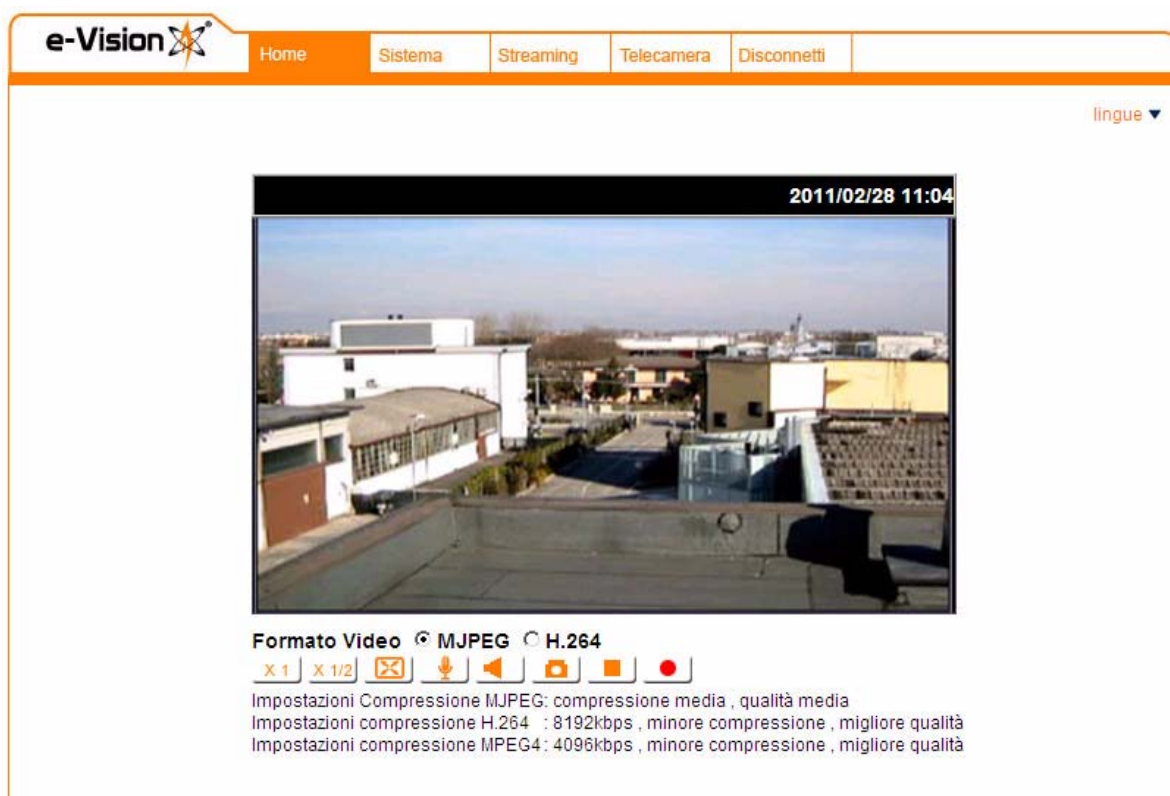 e-Vision
Home Sistema Streaming Telecamera Disconnetti
lingue
2011/02/28 11:04
Formato Video MJPEG H.264
X 1 X 1/2
Impostazioni Compressione MJPEG: compressione media , qualità media
Impostazioni compressione H.264 : 8192kbps , minore compressione , migliore qualità
Impostazioni compressione MPEG4: 4096kbps , minore compressione , migliore qualità